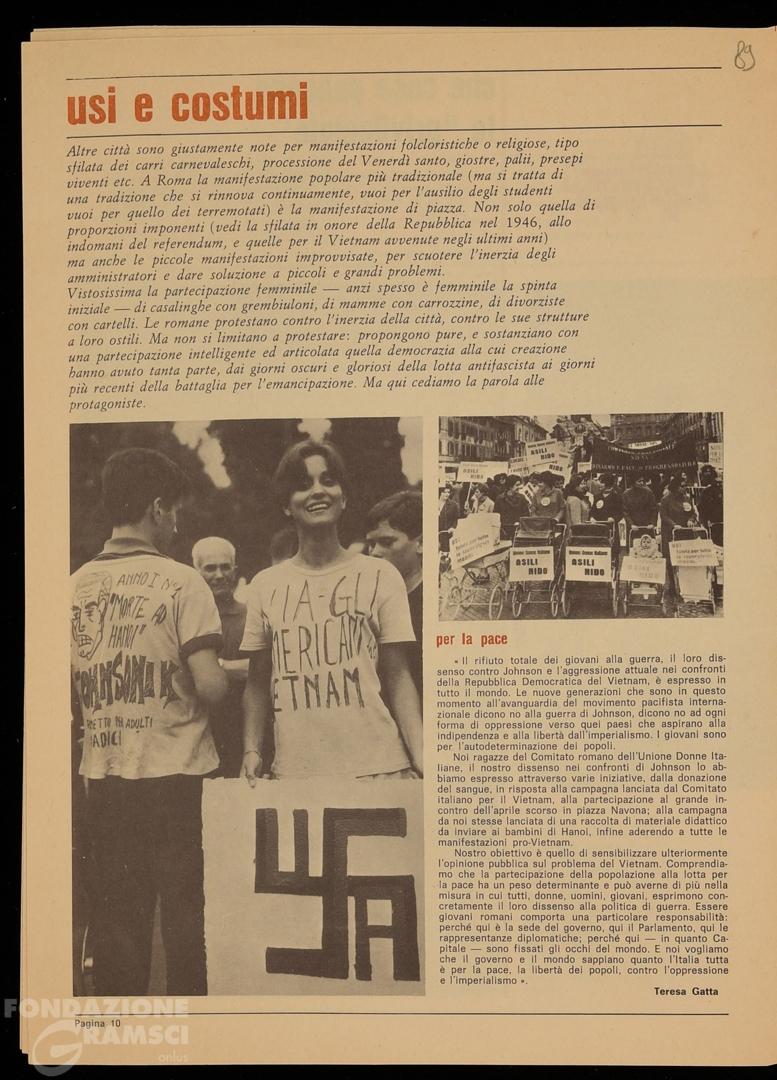 89
usi e costumi
Altre città sono giustamente note per manifestazioni folcloristiche o religiose, tipo
sfilata dei carri carnevaleschi, processione del Venerdì santo, giostre, palii, presepi
viventi etc. A Roma la manifestazione popolare più tradizionale (ma si tratta di
una tradizione che si rinnova continuamente, vuoi per l'ausilio degli studenti
vuoi per quello dei terremotati) è la manifestazione di piazza. Non solo quella di
proporzioni imponenti (vedi la sfilata in onore della Repubblica nel 1946, allo
indomani del referendum, e quelle per il Vietnam avvenute negli ultimi anni)
ma anche le piccole manifestazioni improvvisate, per scuotere l'inerzia degli
amministratori e dare soluzione a piccoli e grandi problemi.
Vistosissima la partecipazione femminile — anzi spesso è femminile la spinta
iniziale — di casalinghe con grembiuloni, di mamme con carrozzine, di divorziste
con cartelli. Le romane protestano contro l'inerzia della città, contro le sue strutture
a loro ostili. Ma non si limitano a protestare: propongono pure, e sostanziano con
una partecipazione intelligente ed articolata quella democrazia alla cui creazione
hanno avuto tanta parte, dai giorni oscuri e gloriosi della lotta antifascista ai giorni
più recenti della battaglia per l'emancipazione. Ma qui cediamo la parola alle
protagoniste.
ANNO I N°1
"MORTE AD
HANOI"
ADULTI
VIA-GLI
MERICANI
ETNAM
USA
ASILI
NIDO
ASILI
NIDO
Unione Donne Italiane
ASILI
NIDO
Unione Donne Italiane
ASILI
NIDO
per la pace
« Il rifiuto totale dei giovani alla guerra, il loro dis-
senso contro Johnson e l'aggressione attuale nei confronti
della Repubblica Democratica del Vietnam, è espresso in
tutto il mondo. Le nuove generazioni che sono in questo
momento all'avanguardia del movimento pacifista interna-
zionale dicono no alla guerra di Johnson, dicono no ad ogni
forma di oppressione verso quei paesi che aspirano alla
indipendenza e alla libertà dall'imperialismo. I giovani sono
per l'autodeterminazione dei popoli.
Noi ragazze del Comitato romano dell'Unione Donne Ita-
liane, il nostro dissenso nei confronti di Johnson lo ab-
biamo espresso attraverso varie iniziative, dalla donazione
del sangue, in risposta alla campagna lanciata dal Comitato
italiano per il Vietnam, alla partecipazione al grande in-
contro dell'aprile scorso in piazza Navona; alla campagna
da noi stesse lanciata di una raccolta di materiale didattico
da inviare ai bambini di Hanoi, infine aderendo a tutte le
manifestazioni pro-Vietnam.
Nostro obiettivo è quello di sensibilizzare ulteriormente
l'opinione pubblica sul problema del Vietnam. Comprendia-
mo che la partecipazione della popolazione alla lotta per
la pace ha un peso determinante e può averne di più nella
misura in cui tutti, donne, uomini, giovani, esprimono con-
cretamente il loro dissenso alla politica di guerra. Essere
giovani romani comporta una particolare responsabilità:
perché qui è la sede del governo, qui il Parlamento, qui le
rappresentanze diplomatiche; perché qui — in quanto Ca-
pitale — sono fissati gli occhi del mondo. E noi vogliamo
che il governo e il mondo sappiano quanto l'Italia tutta
è per la pace, la libertà dei popoli, contro l'oppressione
e l'imperialismo ».
Teresa Gatta
Pagina 10
FONDAZIONE
GRAMSCI
onlus